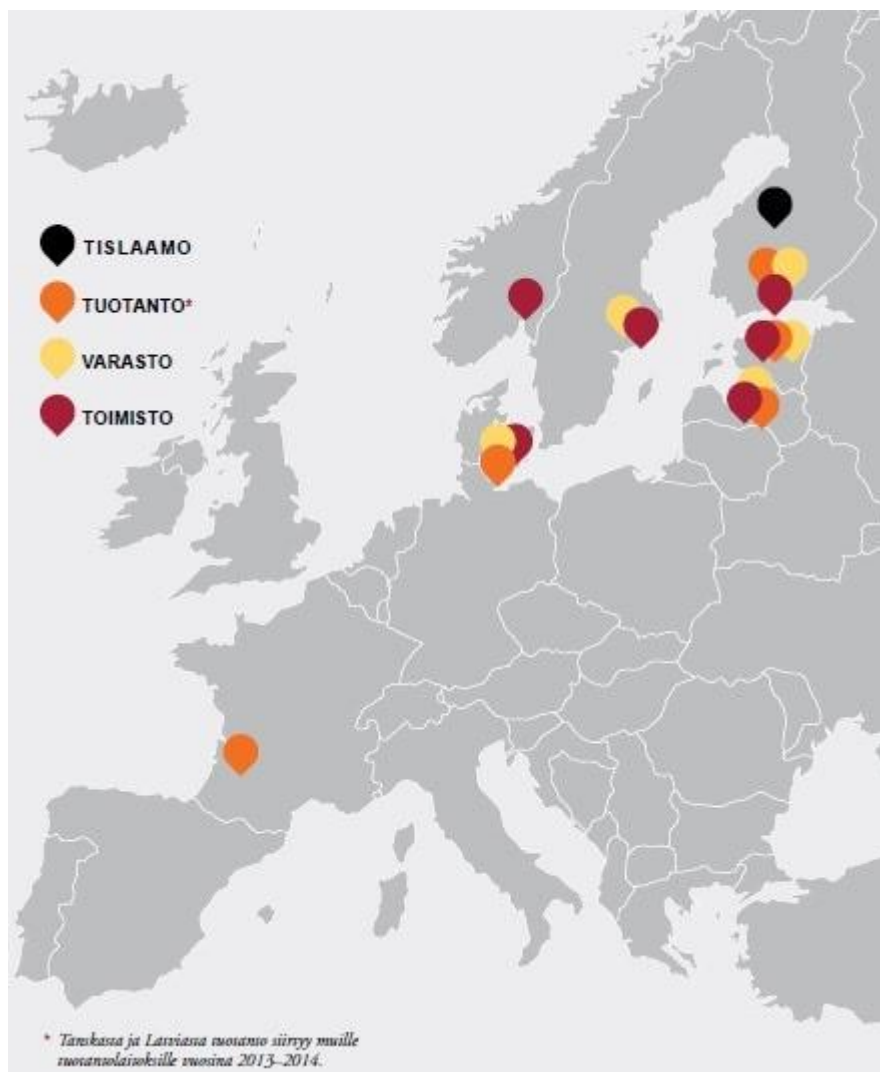 TISLAAMO
TUOTANTO*
VARASTO
TOIMISTO
* Tanskassa ja Latviassa tuotanto siirtyy muille
tuotantolaitoksille vuosina 2013–2014.